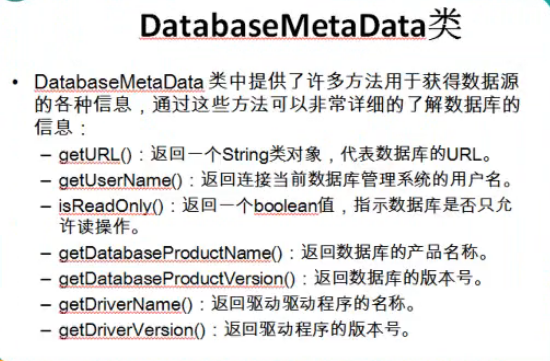 DatabaseMetaData类
• DatabaseMetaData 类中提供了许多方法用于获得数据源
的各种信息，通过这些方法可以非常详细的了解数据库的
信息：
– getURL()：返回一个String类对象，代表数据库的URL。
– getUserName()：返回连接当前数据库管理系统的用户名。
– isReadOnly()：返回一个boolean值，指示数据库是否只允
许读操作。
– getDatabaseProductName()：返回数据库的产品名称。
– getDatabaseProductVersion()：返回数据库的版本号。
– getDriverName()：返回驱动驱动程序的名称。
– getDriverVersion()：返回驱动程序的版本号。